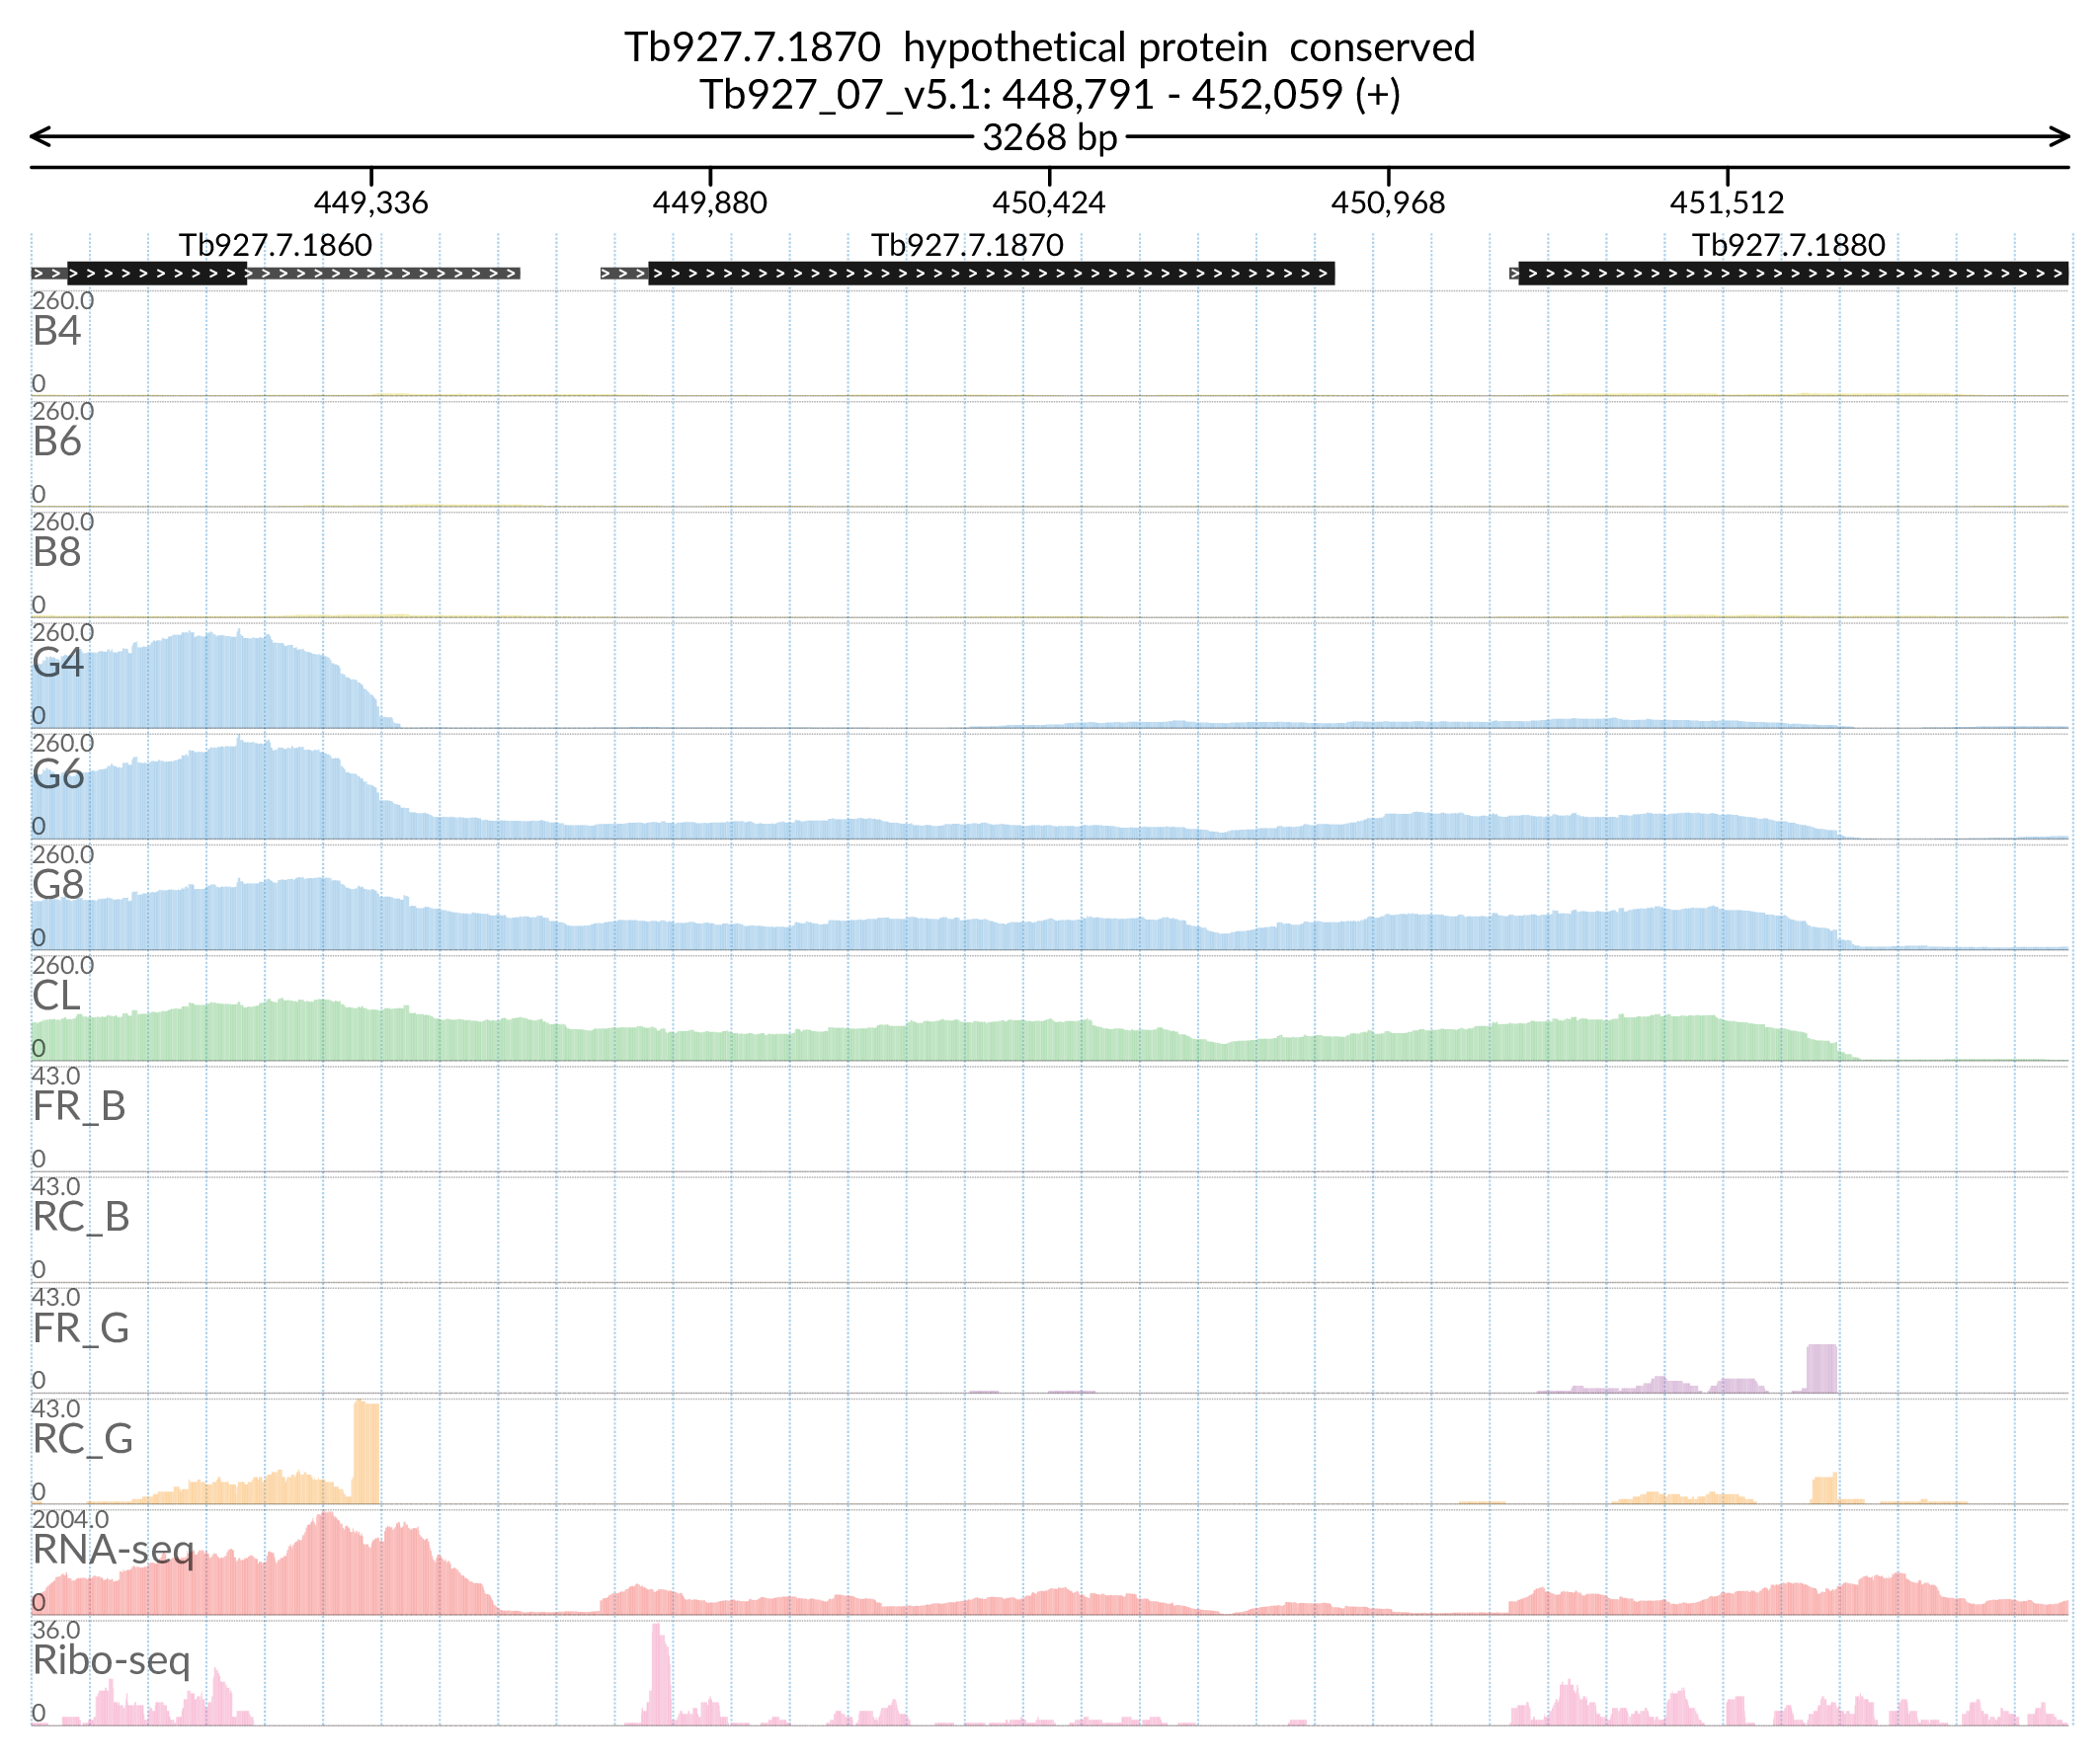 Tb927.7.1870 hypothetical protein conserved
Tb927_07_v5.1: 448,791 - 452,059 (+)
3268 bp
449,336 449,880 450,424 450,968 451,512
Tb927.7.1860 Tb927.7.1870 Tb927.7.1880
260.0
B4
0
260.0
B6
0
260.0
B8
0
260.0
G4
0
260.0
G6
0
260.0
G8
0
260.0
CL
0
43.0
FR_B
0
43.0
RC_B
0
43.0
FR_G
0
43.0
RC_G
0
2004.0
RNA-seq
0
36.0
Ribo-seq
0